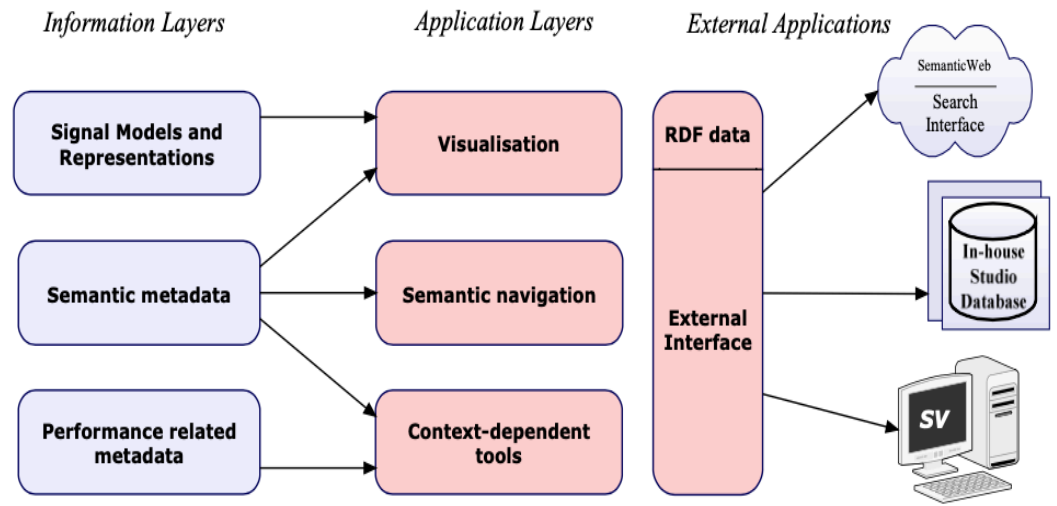 Information Layers
Application Layers
External Applications
Signal Models and
Representations
Visualisation
RDF data
SemanticWeb
Search
Interface
Semantic metadata
Semantic navigation
External
Interface
In-house
Studio
Database
Performance related
metadata
Context-dependent
tools
SV